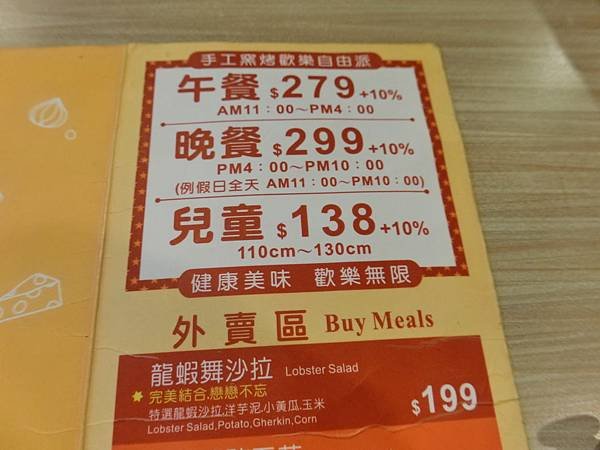 手工窯烤歡樂自由派
午餐 $279+10%
AM11：00～PM4：00
晚餐 $299+10%
PM4：00～PM10：00
(例假日全天 AM11：00～PM10：00)
兒童 $138+10%
110cm～130cm
健康美味 歡樂無限
外賣區 Buy Meals
龍蝦舞沙拉 Lobster Salad
完美結合,戀戀不忘
特選龍蝦沙拉,洋芋泥,小黃瓜,玉米
Lobster Salad,Potato,Gherkin,Corn
$199